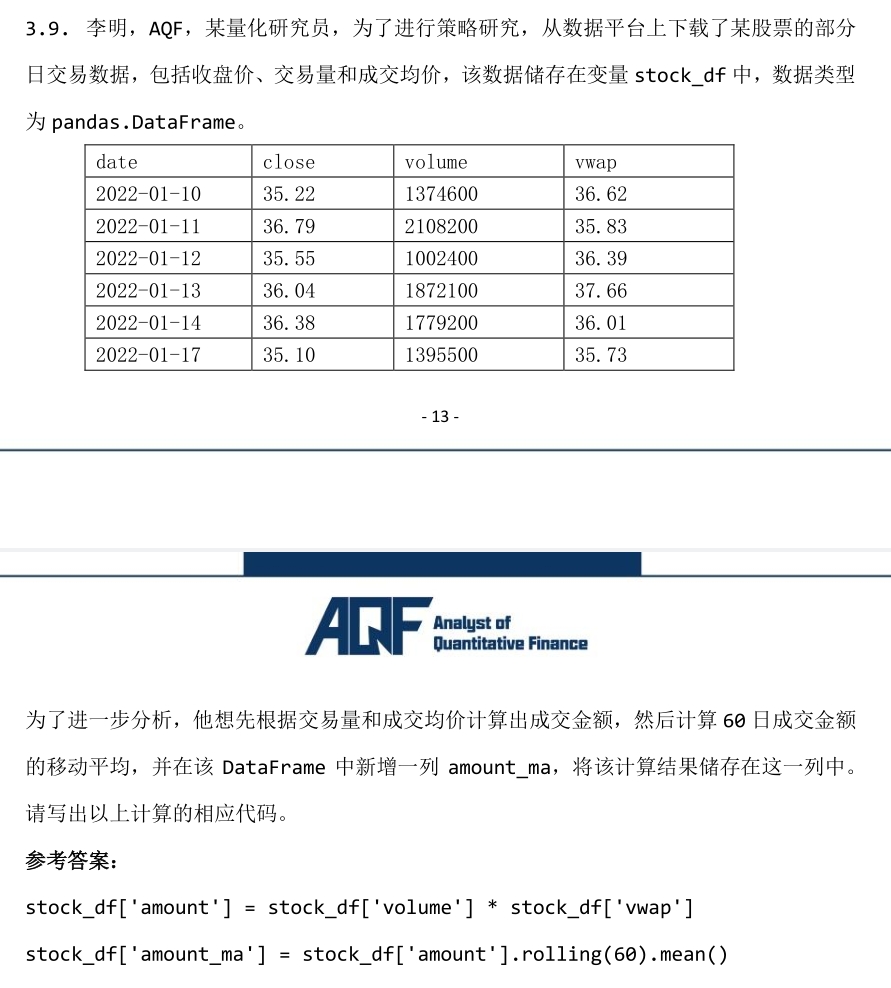 3.9. 李明，AQF，某量化研究员，为了进行策略研究，从数据平台上下载了某股票的部分
日交易数据，包括收盘价、交易量和成交均价，该数据储存在变量 stock_df 中，数据类型
为 pandas.DataFrame。
date close volume vwap
2022-01-10 35.22 1374600 36.62
2022-01-11 36.79 2108200 35.83
2022-01-12 35.55 1002400 36.39
2022-01-13 36.04 1872100 37.66
2022-01-14 36.38 1779200 36.01
2022-01-17 35.10 1395500 35.73
- 13 -
AQF Analyst of
Quantitative Finance
为了进一步分析，他想先根据交易量和成交均价计算出成交金额，然后计算 60 日成交金额
的移动平均，并在该 DataFrame 中新增一列 amount_ma，将该计算结果储存在这一列中。
请写出以上计算的相应代码。
参考答案：
stock_df['amount'] = stock_df['volume'] * stock_df['vwap']
stock_df['amount_ma'] = stock_df['amount'].rolling(60).mean()